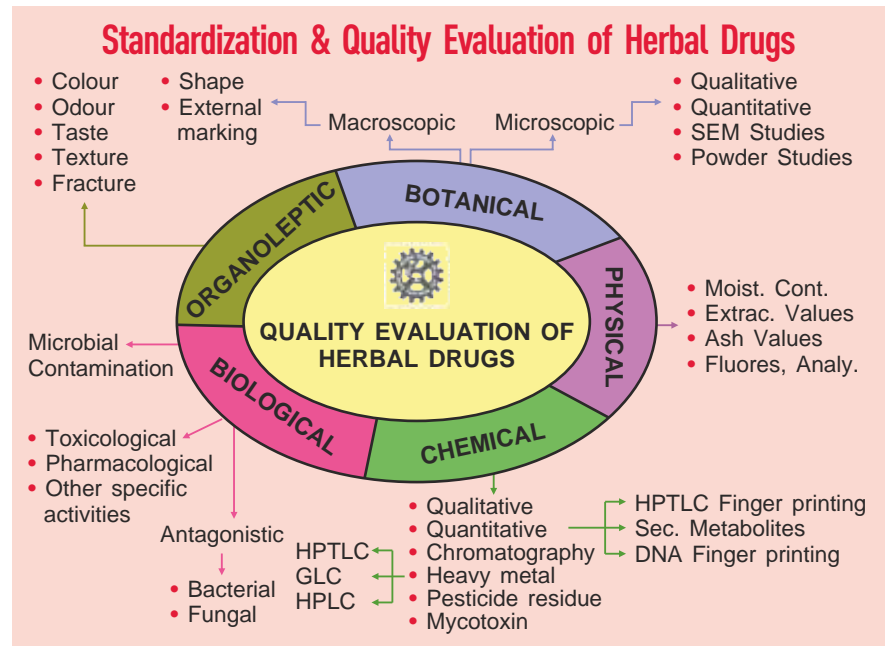 Standardization & Quality Evaluation of Herbal Drugs
• Colour
• Odour
• Taste
• Texture
• Fracture
• Shape
• External
marking
Macroscopic
Microscopic
• Qualitative
• Quantitative
• SEM Studies
• Powder Studies
ORGANOLEPTIC
BOTANICAL
PHYSICAL
CHEMICAL
BIOLOGICAL
QUALITY EVALUATION OF
HERBAL DRUGS
• Moist. Cont.
• Extrac. Values
• Ash Values
• Fluores, Analy.
Microbial
Contamination
• Toxicological
• Pharmacological
• Other specific
activities
Antagonistic
• Bacterial
• Fungal
HPTLC
GLC
HPLC
• Qualitative
• Quantitative
• Chromatography
• Heavy metal
• Pesticide residue
• Mycotoxin
HPTLC Finger printing
Sec. Metabolites
DNA Finger printing